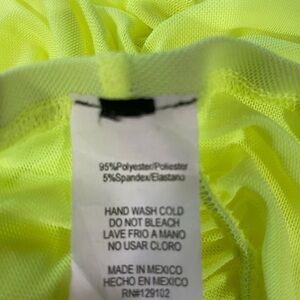 95%Polyester/Poliester
5%Spandex/Elastano
HAND WASH COLD
DO NOT BLEACH
LAVE FRIO A MANO
NO USAR CLORO
MADE IN MEXICO
HECHO EN MEXICO
RN#129102